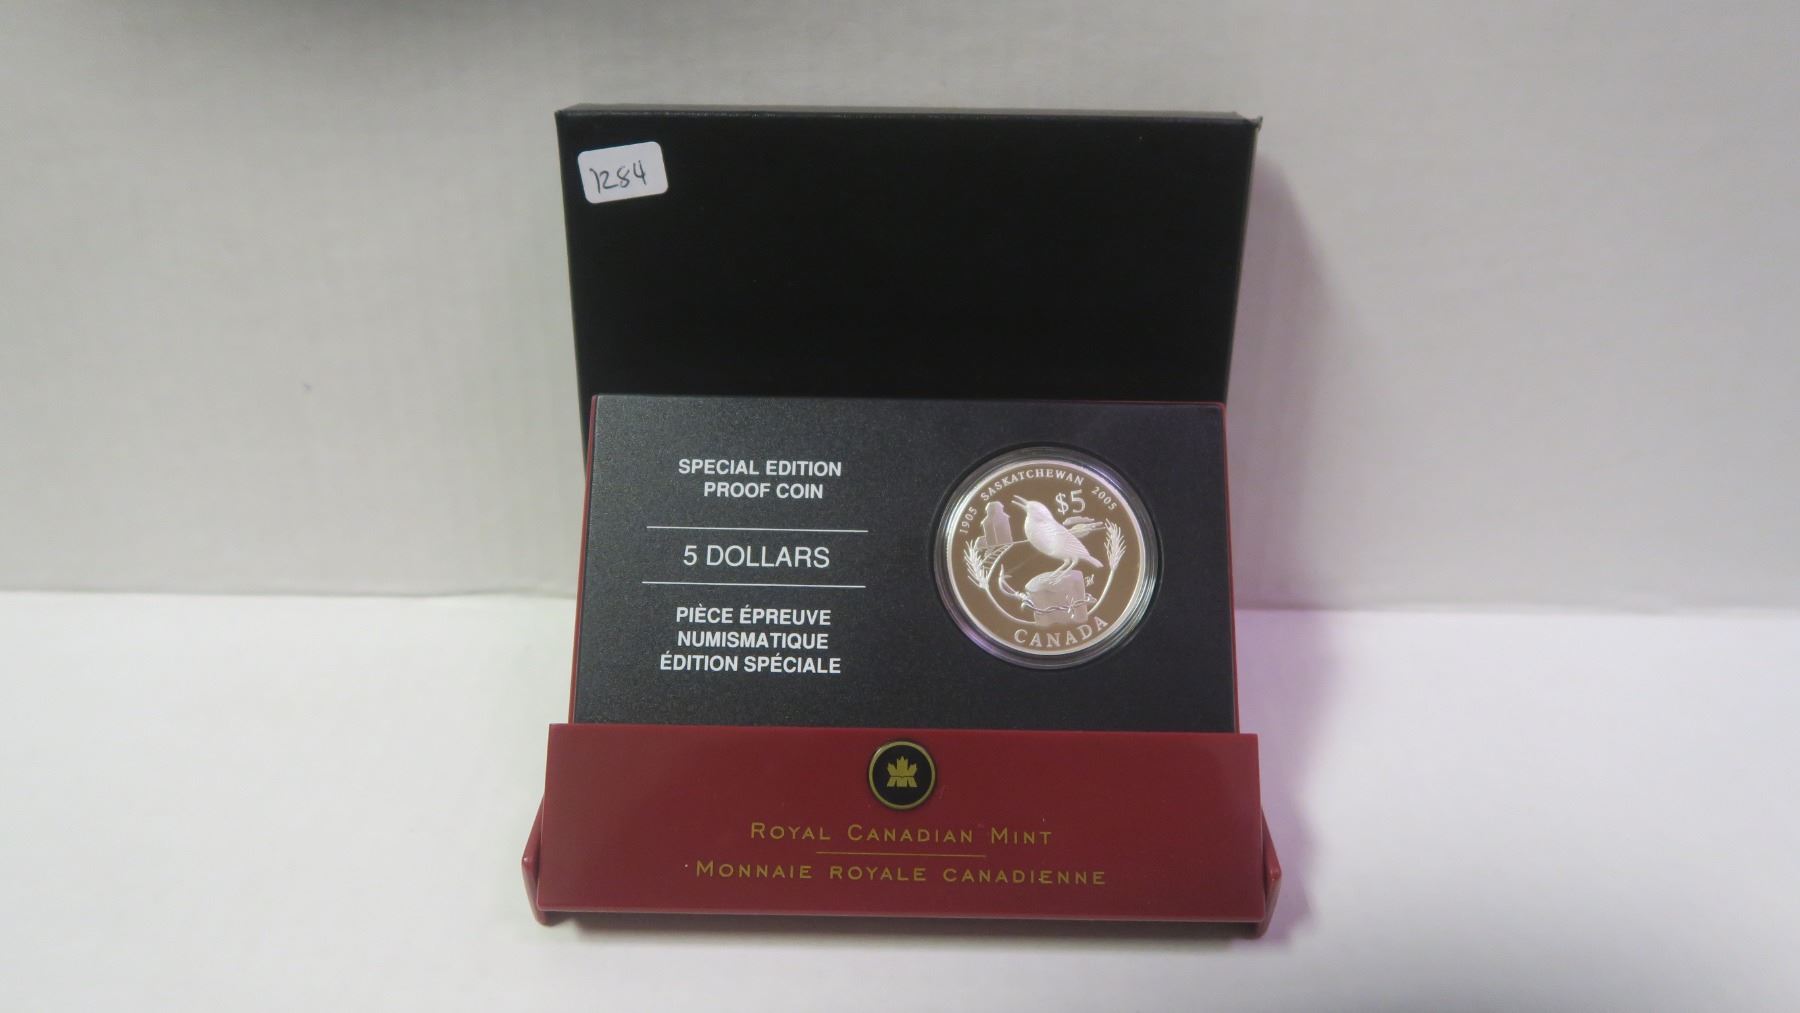 1284
SPECIAL EDITION
PROOF COIN
5 DOLLARS
PIÈCE ÉPREUVE
NUMISMATIQUE
ÉDITION SPÉCIALE
1905 SASKATCHEWAN 2005
$5
CANADA
ROYAL CANADIAN MINT
MONNAIE ROYALE CANADIENNE